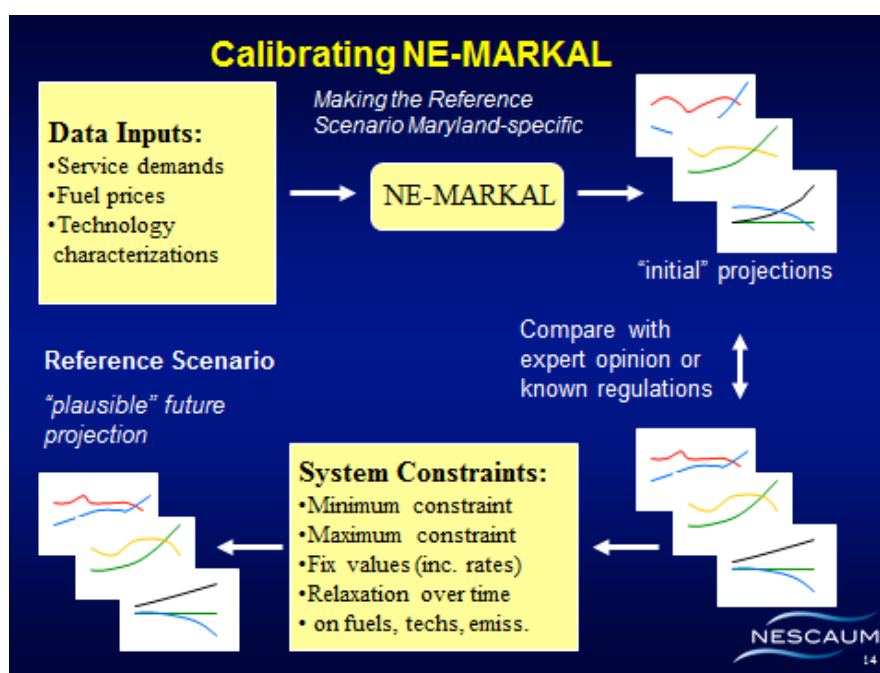 Calibrating NE-MARKAL
Making the Reference
Scenario Maryland-specific
Data Inputs:
•Service demands
•Fuel prices
•Technology
characterizations
NE-MARKAL
“initial” projections
Compare with
expert opinion or
known regulations
Reference Scenario
“plausible” future
projection
System Constraints:
•Minimum constraint
•Maximum constraint
•Fix values (inc. rates)
•Relaxation over time
• on fuels, techs, emiss.
NESCAUM
14